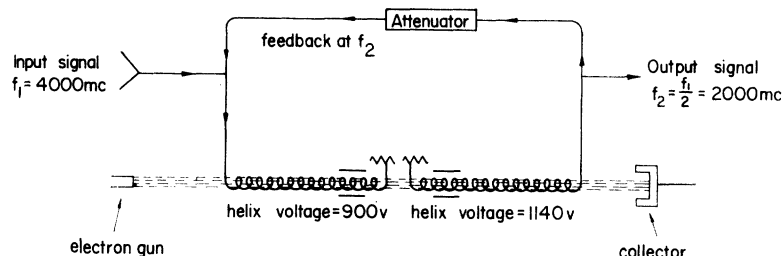 Attenuator
feedback at f₂
Input signal
f₁ = 4000mc
Output signal
f₂ = f₁/2 = 2000mc
helix voltage = 900v
helix voltage = 1140v
electron gun
collector